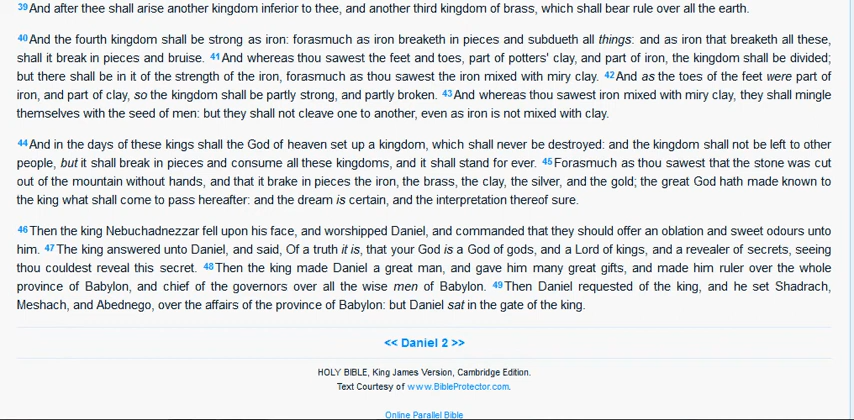 39And after thee shall arise another kingdom inferior to thee, and another third kingdom of brass, which shall bear rule over all the earth.
40And the fourth kingdom shall be strong as iron: forasmuch as iron breaketh in pieces and subdueth all things: and as iron that breaketh all these,
shall it break in pieces and bruise. 41And whereas thou sawest the feet and toes, part of potters' clay, and part of iron, the kingdom shall be divided;
but there shall be in it of the strength of the iron, forasmuch as thou sawest the iron mixed with miry clay. 42And as the toes of the feet were part of
iron, and part of clay, so the kingdom shall be partly strong, and partly broken. 43And whereas thou sawest iron mixed with miry clay, they shall mingle
themselves with the seed of men: but they shall not cleave one to another, even as iron is not mixed with clay.
44And in the days of these kings shall the God of heaven set up a kingdom, which shall never be destroyed: and the kingdom shall not be left to other
people, but it shall break in pieces and consume all these kingdoms, and it shall stand for ever. 45Forasmuch as thou sawest that the stone was cut
out of the mountain without hands, and that it brake in pieces the iron, the brass, the clay, the silver, and the gold; the great God hath made known to
the king what shall come to pass hereafter: and the dream is certain, and the interpretation thereof sure.
46Then the king Nebuchadnezzar fell upon his face, and worshipped Daniel, and commanded that they should offer an oblation and sweet odours unto
him. 47The king answered unto Daniel, and said, Of a truth it is, that your God is a God of gods, and a Lord of kings, and a revealer of secrets, seeing
thou couldest reveal this secret. 48Then the king made Daniel a great man, and gave him many great gifts, and made him ruler over the whole
province of Babylon, and chief of the governors over all the wise men of Babylon. 49Then Daniel requested of the king, and he set Shadrach,
Meshach, and Abednego, over the affairs of the province of Babylon: but Daniel sat in the gate of the king.
<< Daniel 2 >>
HOLY BIBLE, King James Version, Cambridge Edition.
Text Courtesy of www.BibleProtector.com.
Online Parallel Bible